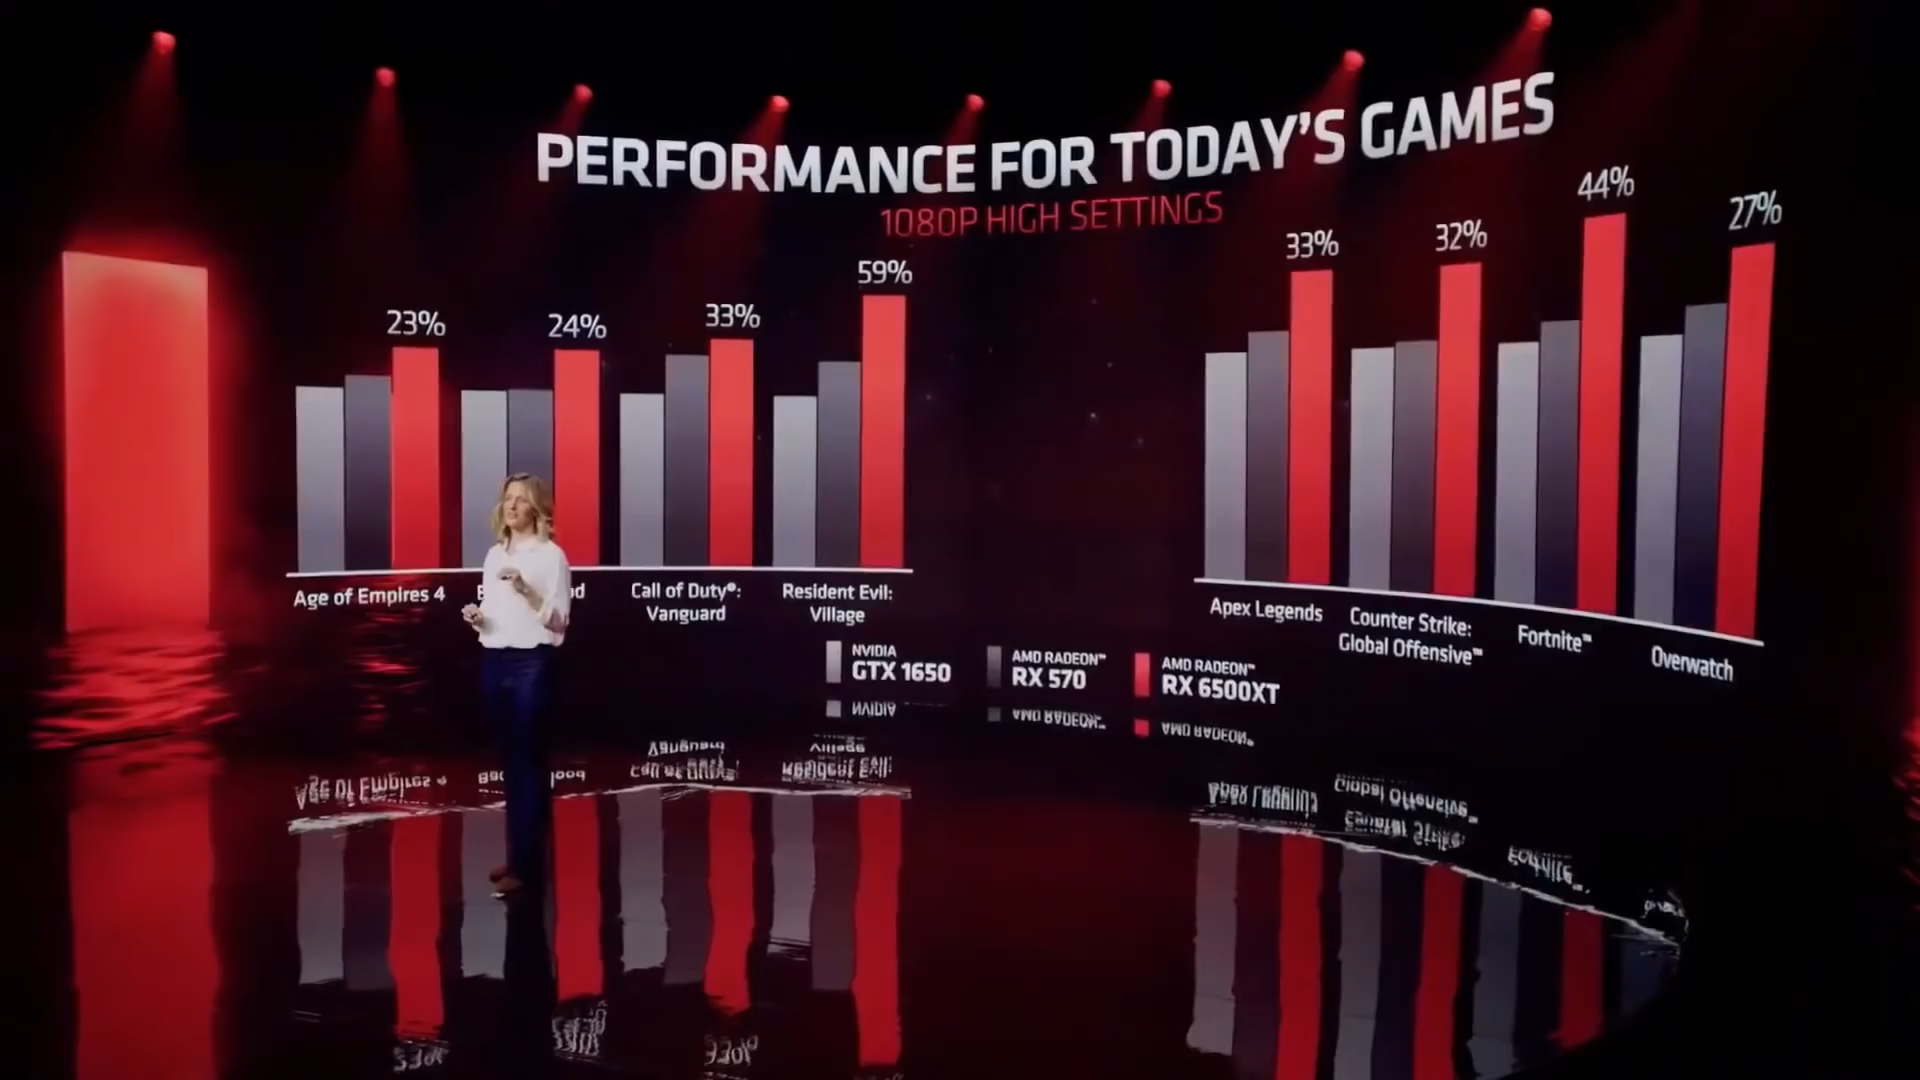 PERFORMANCE FOR TODAY'S GAMES
1080P HIGH SETTINGS
23%
24%
33%
59%
33%
32%
44%
27%
Age of Empires 4
Call of Duty®:
Vanguard
Resident Evil:
Village
Apex Legends
Counter Strike:
Global Offensive™
Fortnite™
Overwatch
NVIDIA
GTX 1650
AMD RADEON™
RX 570
AMD RADEON™
RX 6500XT